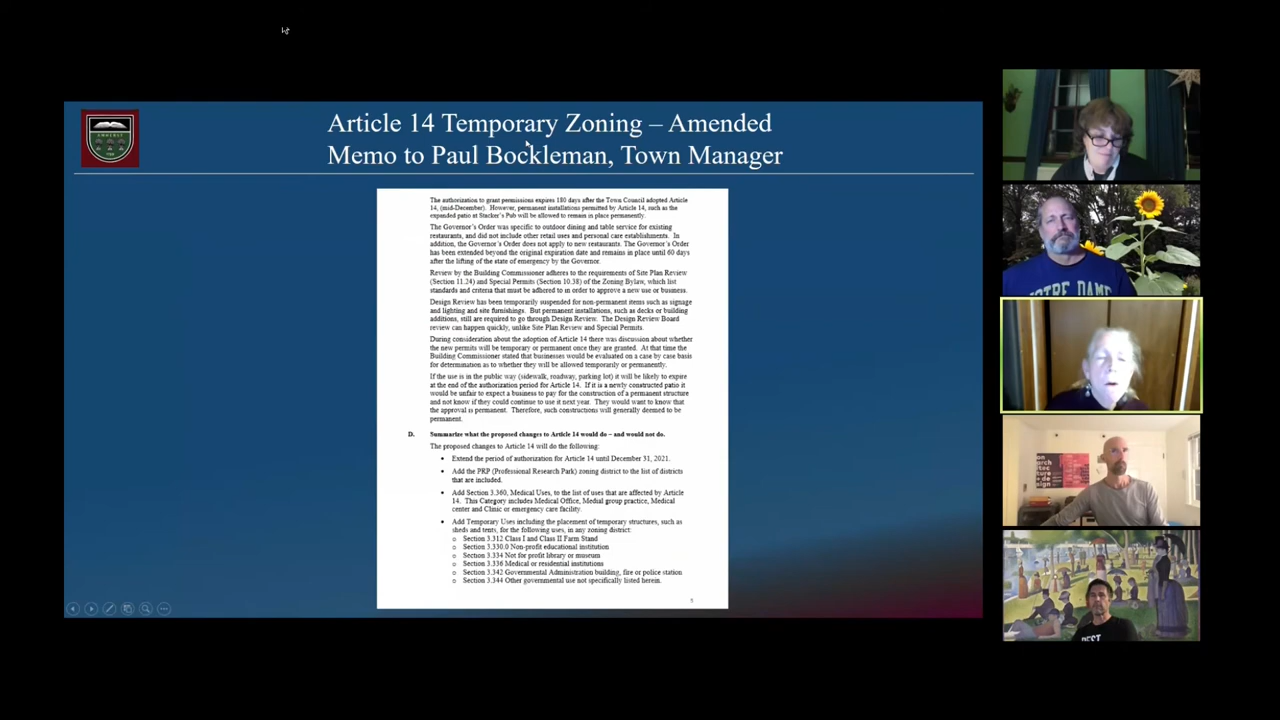 Article 14 Temporary Zoning – Amended
Memo to Paul Bockleman, Town Manager
The authorization to grant permissions expires 180 days after the Town Council adopted Article
14, (mid-December). However, permanent installations permitted by Article 14, such as the
expanded patio at Stacker's Pub will be allowed to remain in place permanently.
The Governor's Order was specific to outdoor dining and table service for existing
restaurants, and did not include other retail uses and personal care establishments. In
addition, the Governor's Order does not apply to new restaurants. The Governor's Order
has been extended beyond the original expiration date and remains in place until 60 days
after the lifting of the state of emergency by the Governor.
Review by the Building Commissioner adheres to the requirements of Site Plan Review
(Section 11.24) and Special Permits (Section 10.38) of the Zoning Bylaw, which list
standards and criteria that must be adhered to in order to approve a new use or business.
Design Review has been temporarily suspended for non-permanent items such as signage
and lighting and site furnishings. But permanent installations, such as decks or building
additions, still are required to go through Design Review. The Design Review Board
review can happen quickly, unlike Site Plan Review and Special Permits.
During consideration about the adoption of Article 14 there was discussion about whether
the new permits will be temporary or permanent once they are granted. At that time the
Building Commissioner stated that businesses would be evaluated on a case by case basis
for determination as to whether they will be allowed temporarily or permanently.
If the use is in the public way (sidewalk, roadway, parking lot) it will be likely to expire
at the end of the authorization period for Article 14. If it is a newly constructed patio it
would be unfair to expect a business to pay for the construction of a permanent structure
and not know if they could continue to use it next year. They would want to know that
the approval is permanent. Therefore, such constructions will generally deemed to be
permanent.
D. Summarize what the proposed changes to Article 14 would do – and would not do.
The proposed changes to Article 14 will do the following:
• Extend the period of authorization for Article 14 until December 31, 2021.
• Add the PRP (Professional Research Park) zoning district to the list of districts
that are included.
• Add Section 3.360, Medical Uses, to the list of uses that are affected by Article
14. This Category includes Medical Office, Medial group practice, Medical
center and Clinic or emergency care facility.
• Add Temporary Uses including the placement of temporary structures, such as
sheds and tents, for the following uses, in any zoning district:
o Section 3.312 Class I and Class II Farm Stand
o Section 3.330.0 Non-profit educational institution
o Section 3.334 Not for profit library or museum
o Section 3.336 Medical or residential institutions
o Section 3.342 Governmental Administration building, fire or police station
o Section 3.344 Other governmental use not specifically listed herein.
5
NOTRE DAME
on
arch
itec
ture
+de
sign
BEST